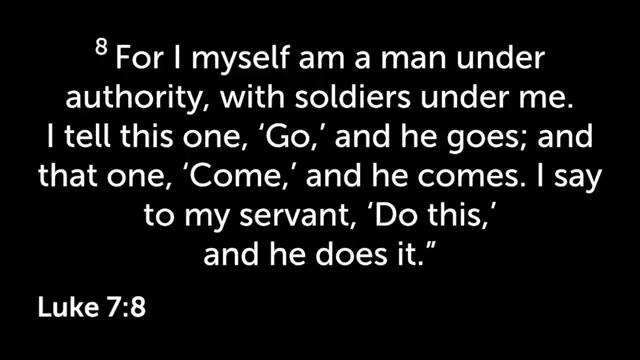 8 For I myself am a man under
authority, with soldiers under me.
I tell this one, ‘Go,’ and he goes; and
that one, ‘Come,’ and he comes. I say
to my servant, ‘Do this,’
and he does it.”
Luke 7:8